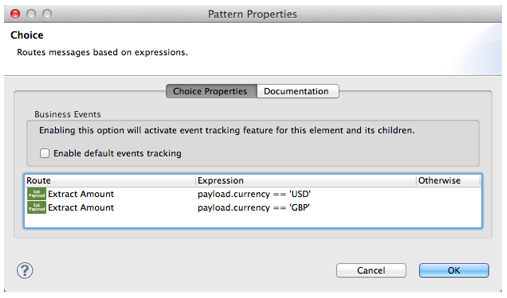 Pattern Properties
Choice
Routes messages based on expressions.
Choice Properties Documentation
Business Events
Enabling this option will activate event tracking feature for this element and its children.
Enable default events tracking
Route Expression Otherwise
Set Payload Extract Amount payload.currency == 'USD'
Set Payload Extract Amount payload.currency == 'GBP'
? Cancel OK